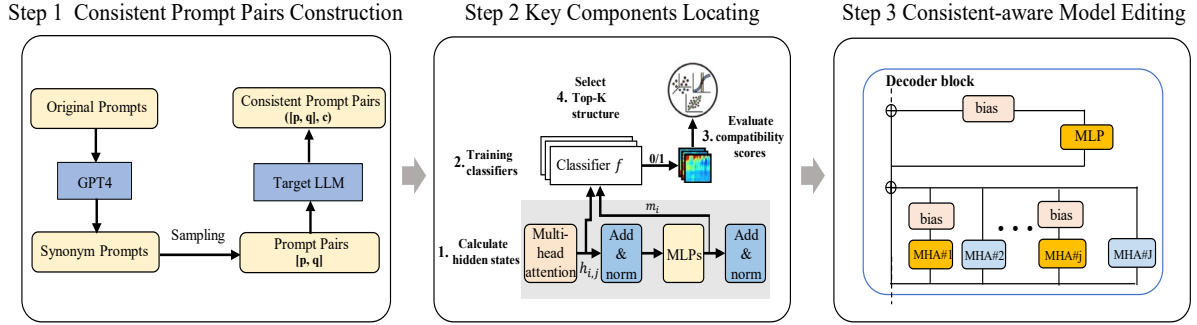 Step 1 Consistent Prompt Pairs Construction
Original Prompts
GPT4
Synonym Prompts
Sampling
Prompt Pairs
[p, q]
Target LLM
Consistent Prompt Pairs
([p, q], c)
Step 2 Key Components Locating
Select
4. Top-K
structure
3. Evaluate
compatibility
scores
2. Training
classifiers
Classifier f
0/1
m_i
1. Calculate
hidden states
Multi-
head
attention
h_{i,j}
Add
&
norm
MLPs
Add
&
norm
Step 3 Consistent-aware Model Editing
Decoder block
bias
MLP
bias
bias
• • •
MHA#1
MHA#2
MHA#j
MHA#J